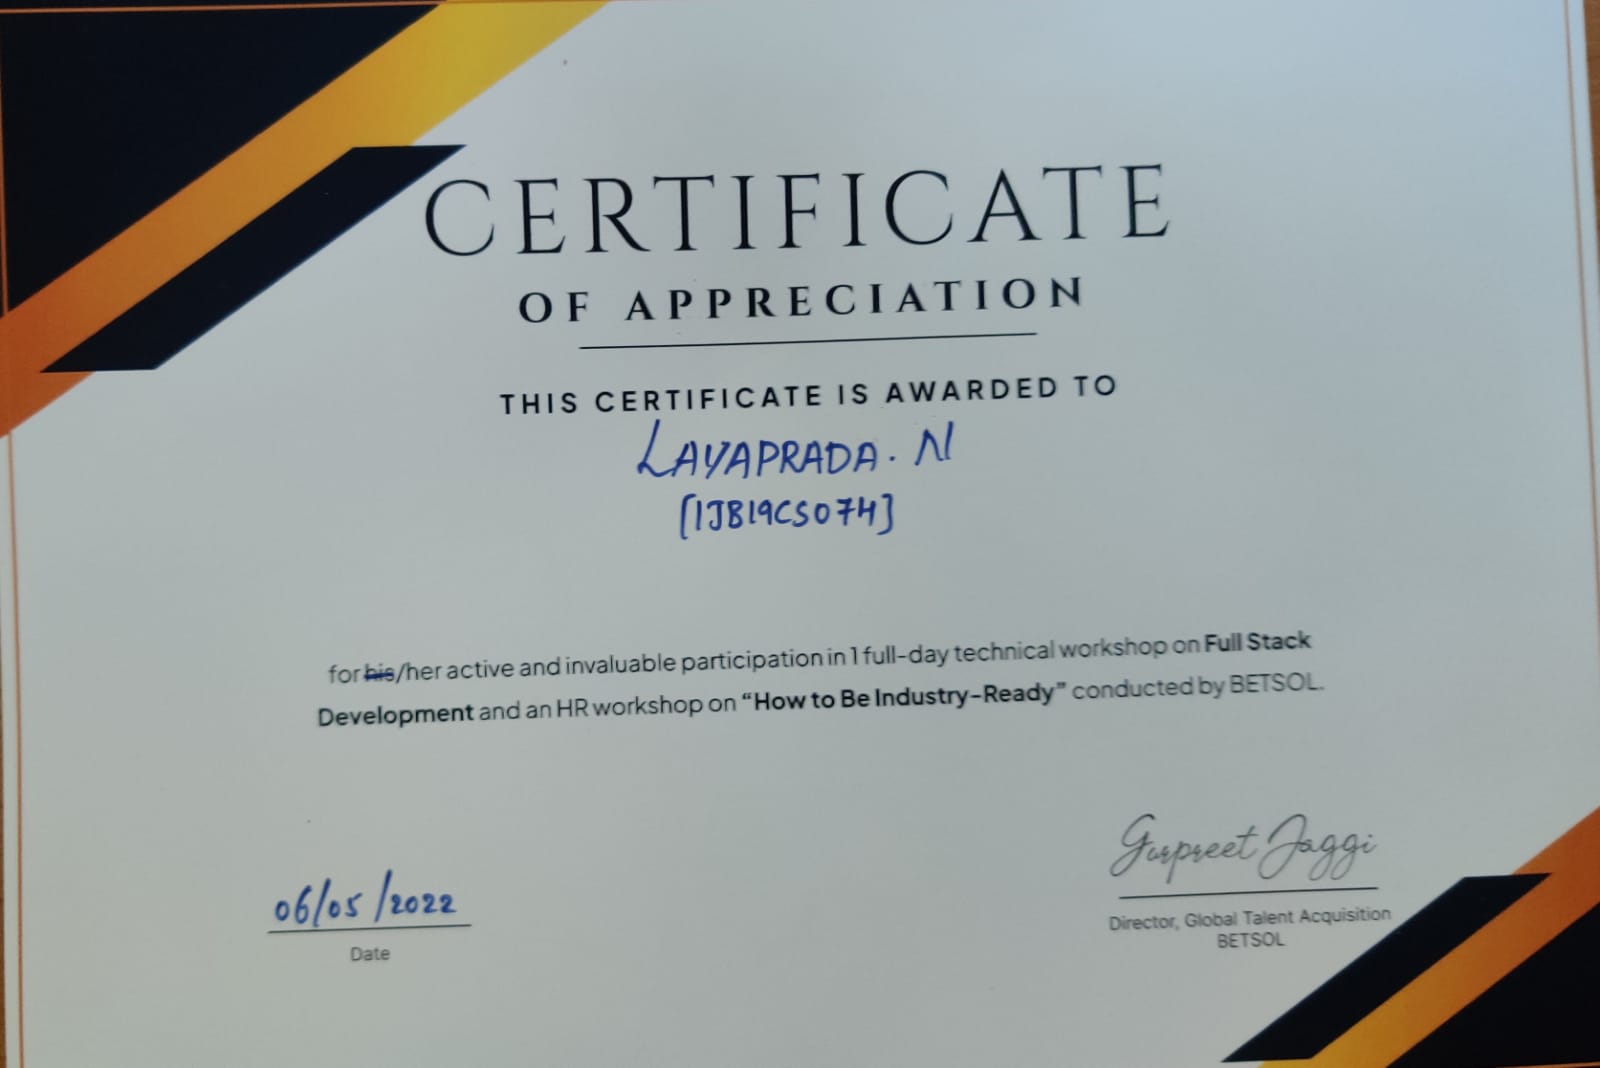 CERTIFICATE
OF APPRECIATION
THIS CERTIFICATE IS AWARDED TO
LAYAPRADA. N
[1JB19CS074]
for his/her active and invaluable participation in 1 full-day technical workshop on Full Stack
Development and an HR workshop on “How to Be Industry-Ready” conducted by BETSOL.
06/05/2022
Date
Gurpreet Jaggi
Director, Global Talent Acquisition
BETSOL